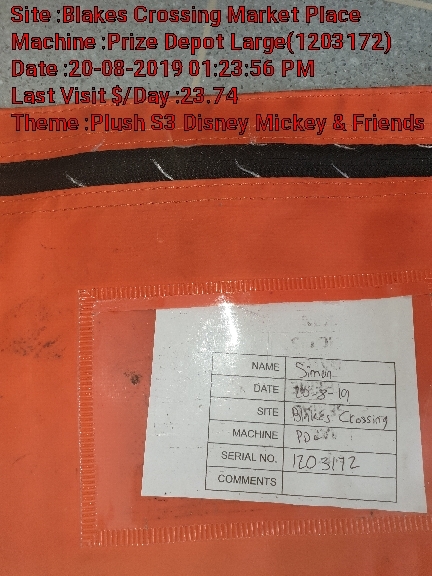 Site :Blakes Crossing Market Place
Machine :Prize Depot Large(1203172)
Date :20-08-2019 01:23:56 PM
Last Visit $/Day :23.74
Theme :Plush S3 Disney Mickey & Friends
NAME Simon
DATE 20-8-19
SITE Blakes Crossing
MACHINE
SERIAL NO. 1203172
COMMENTS